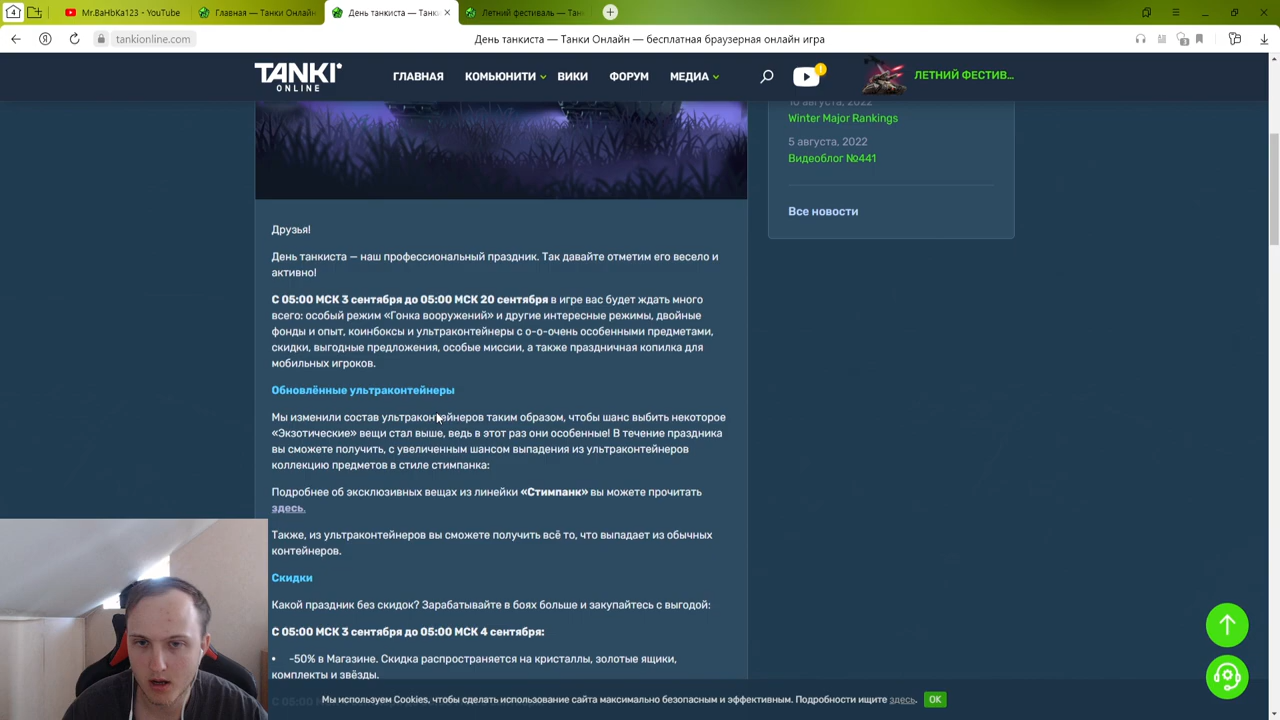 Mr.BaHbKa123 - YouTube
Главная — Танки Онлайн
День танкиста — Танк
Летний фестиваль — Тан
tankionline.com
День танкиста — Танки Онлайн — бесплатная браузерная онлайн игра
TANKI
ONLINE
ГЛАВНАЯ
КОМЬЮНИТИ
ВИКИ
ФОРУМ
МЕДИА
ЛЕТНИЙ ФЕСТИВ...
10 августа, 2022
Winter Major Rankings
5 августа, 2022
Видеоблог №441
Все новости
Друзья!
День танкиста — наш профессиональный праздник. Так давайте отметим его весело и
активно!
С 05:00 МСК 3 сентября до 05:00 МСК 20 сентября в игре вас будет ждать много
всего: особый режим «Гонка вооружений» и другие интересные режимы, двойные
фонды и опыт, коинбоксы и ультраконтейнеры с о-о-очень особенными предметами,
скидки, выгодные предложения, особые миссии, а также праздничная копилка для
мобильных игроков.
Обновлённые ультраконтейнеры
Мы изменили состав ультраконтейнеров таким образом, чтобы шанс выбить некоторое
«Экзотические» вещи стал выше, ведь в этот раз они особенные! В течение праздника
вы сможете получить, с увеличенным шансом выпадения из ультраконтейнеров
коллекцию предметов в стиле стимпанка:
Подробнее об эксклюзивных вещах из линейки «Стимпанк» вы можете прочитать
здесь.
Также, из ультраконтейнеров вы сможете получить всё то, что выпадает из обычных
контейнеров.
Скидки
Какой праздник без скидок? Зарабатывайте в боях больше и закупайтесь с выгодой:
С 05:00 МСК 3 сентября до 05:00 МСК 4 сентября:
• -50% в Магазине. Скидка распространяется на кристаллы, золотые ящики,
комплекты и звёзды.
Мы используем Cookies, чтобы сделать использование сайта максимально безопасным и эффективным. Подробности ищите здесь.
OK